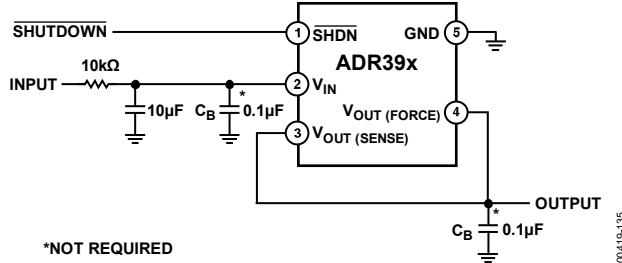 SHUTDOWN
1
SHDN
GND
5
ADR39x
10kΩ
INPUT
2
VIN
10µF
CB
*
0.1µF
VOUT (FORCE)
4
3
VOUT (SENSE)
OUTPUT
*
CB
0.1µF
*NOT REQUIRED
00419-135